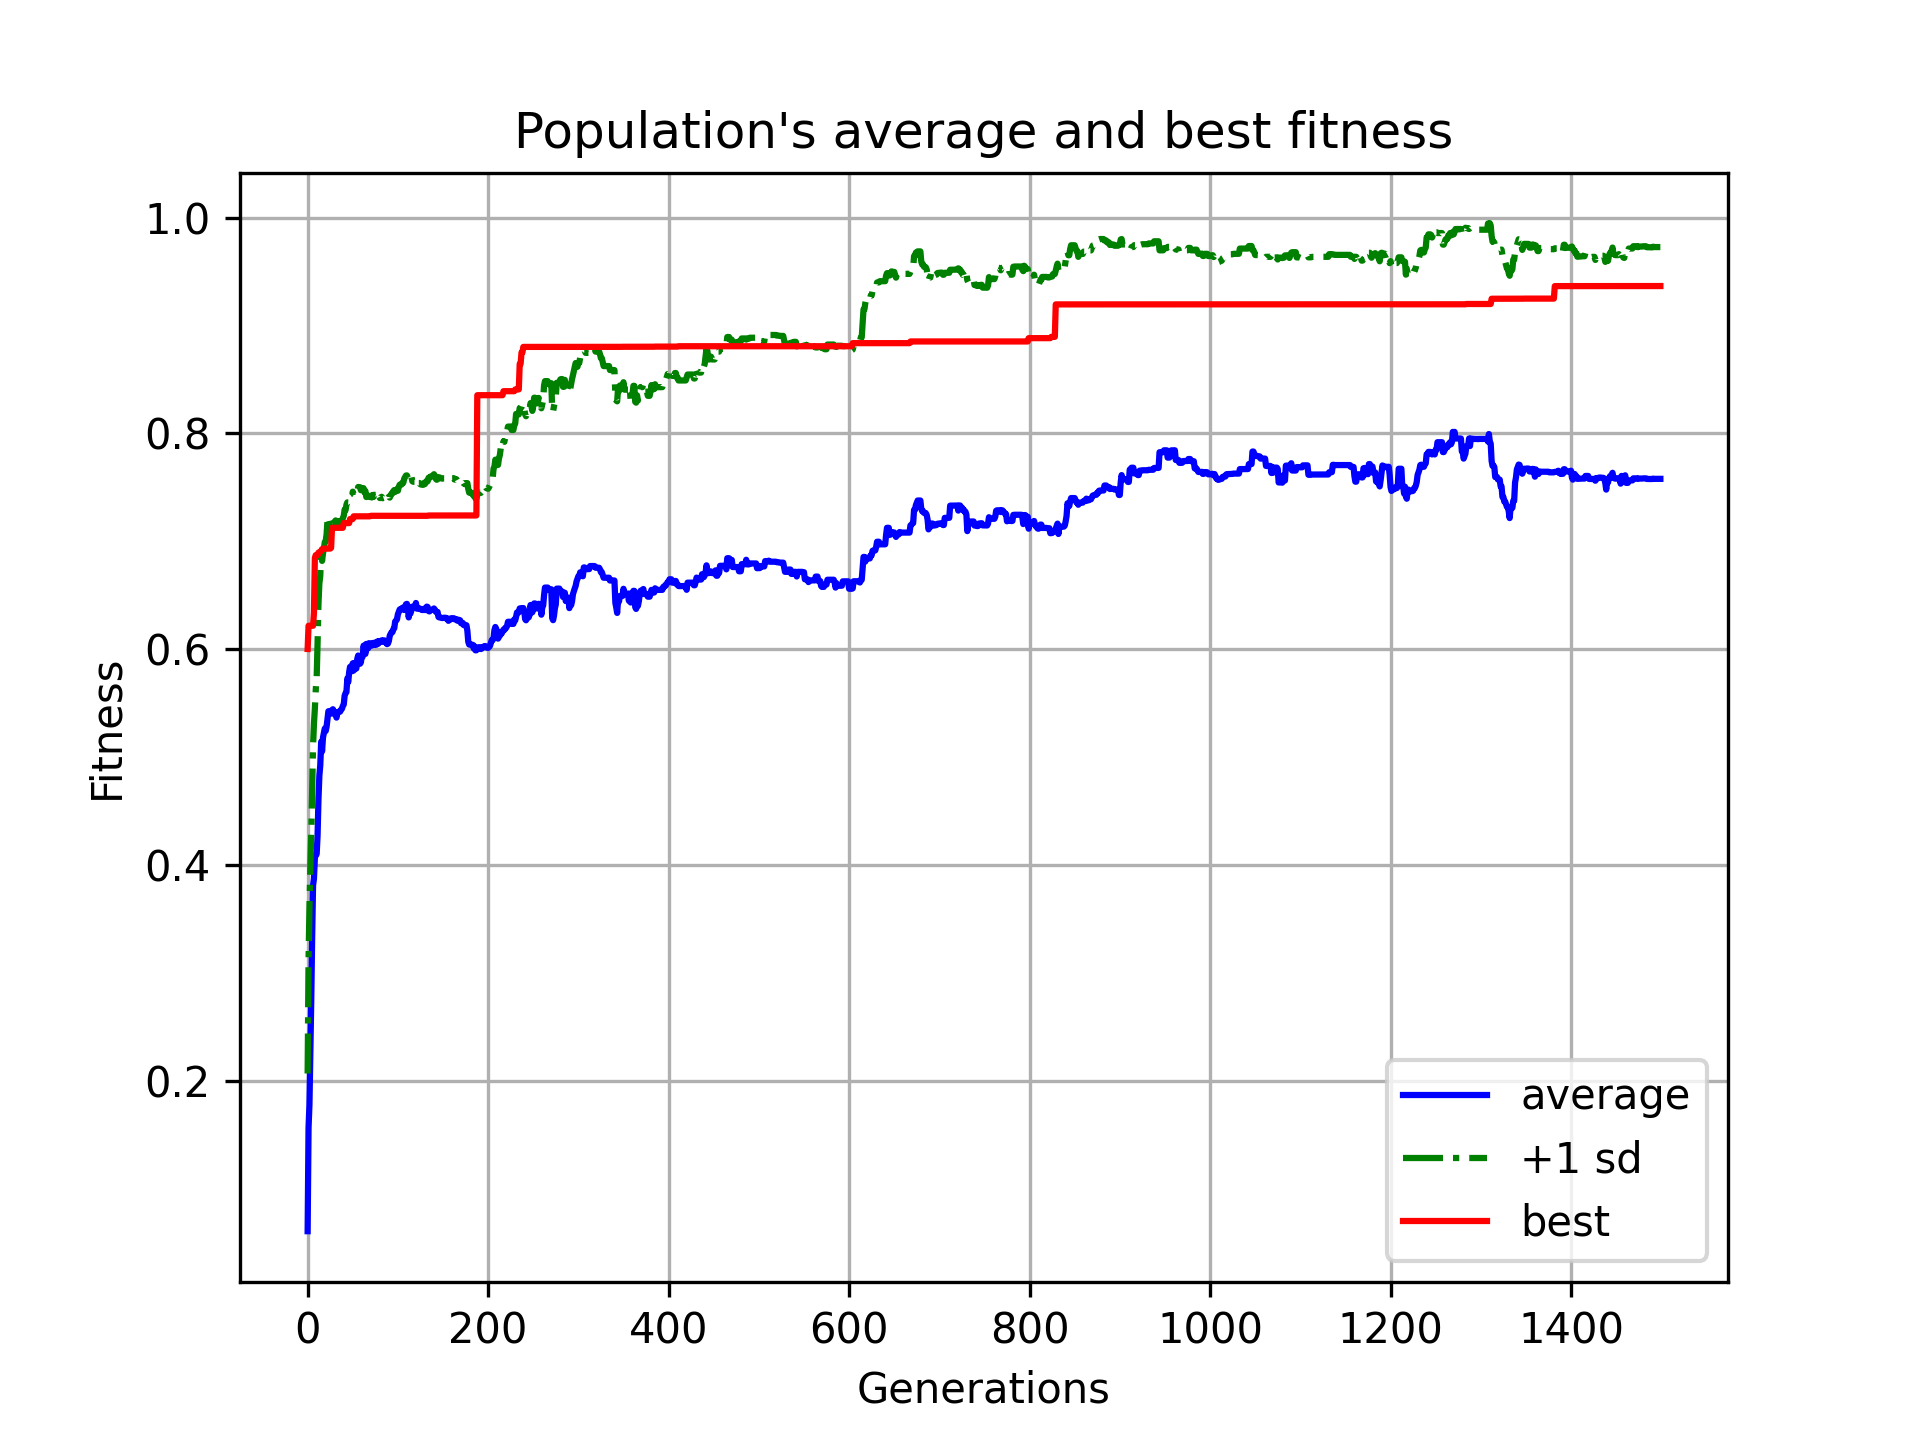 Population's average and best fitness
1.0
0.8
0.6
0.4
0.2
Fitness
0 200 400 600 800 1000 1200 1400
Generations
average
+1 sd
best